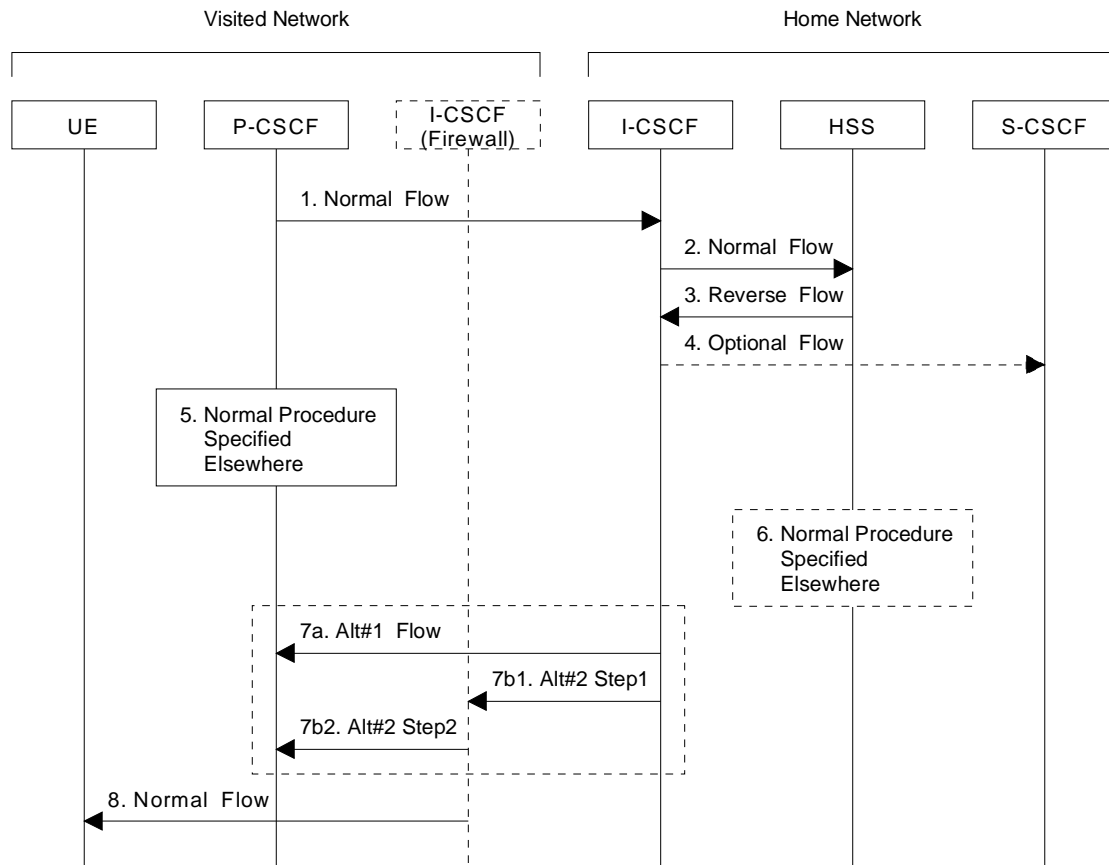 Visited Network
Home Network
UE
P-CSCF
I-CSCF
(Firewall)
I-CSCF
HSS
S-CSCF
1. Normal Flow
2. Normal Flow
3. Reverse Flow
4. Optional Flow
5. Normal Procedure
Specified
Elsewhere
6. Normal Procedure
Specified
Elsewhere
7a. Alt#1 Flow
7b1. Alt#2 Step1
7b2. Alt#2 Step2
8. Normal Flow